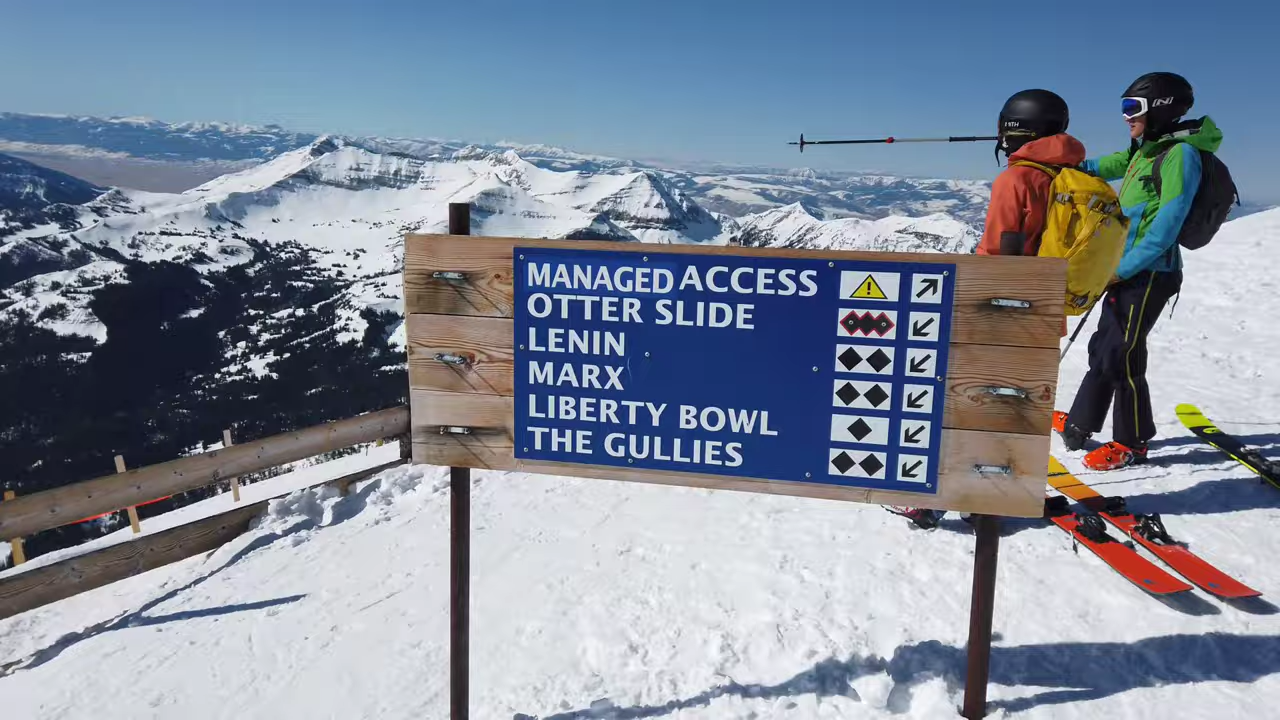 MANAGED ACCESS
OTTER SLIDE
LENIN
MARX
LIBERTY BOWL
THE GULLIES